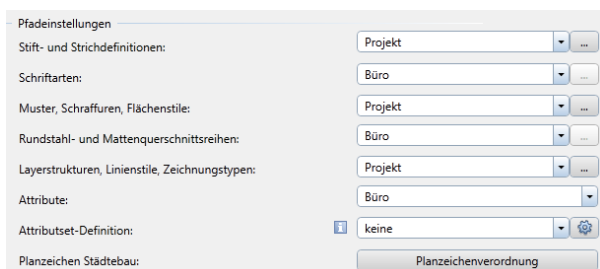 Pfadeinstellungen
Stift- und Strichdefinitionen: Projekt ...
Schriftarten: Büro ...
Muster, Schraffuren, Flächenstile: Projekt ...
Rundstahl- und Mattenquerschnittsreihen: Büro ...
Layerstrukturen, Linienstile, Zeichnungstypen: Projekt ...
Attribute: Büro
Attributset-Definition: i keine
Planzeichen Städtebau: Planzeichenverordnung